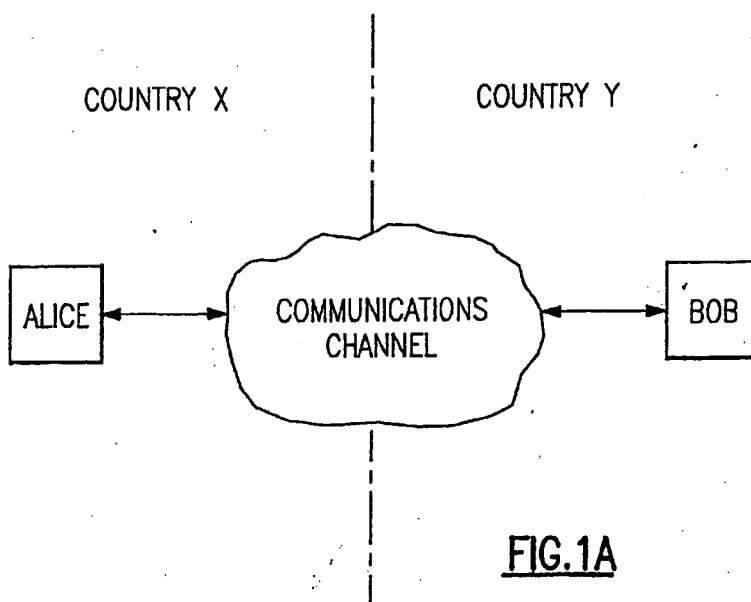 COUNTRY X
COUNTRY Y
ALICE
COMMUNICATIONS
CHANNEL
BOB
FIG.1A